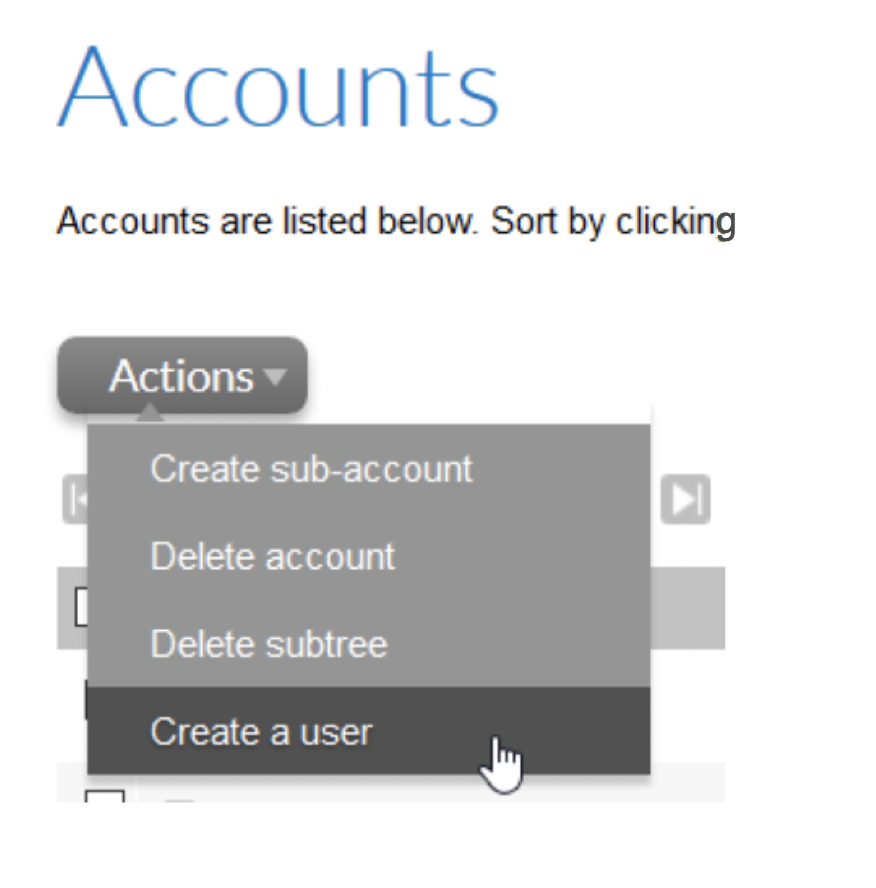 Accounts
Accounts are listed below. Sort by clicking
Actions
Create sub-account
Delete account
Delete subtree
Create a user